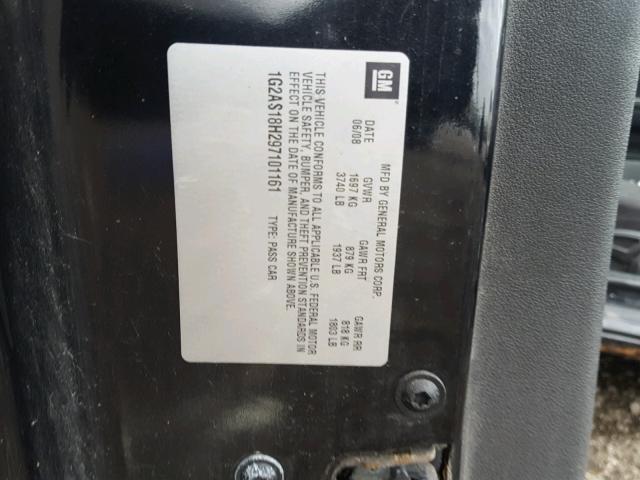 GM
MFD BY GENERAL MOTORS CORP.
DATE GVWR GAWR FRT GAWR RR
06/08 1697 KG 879 KG 818 KG
3740 LB 1937 LB 1803 LB
THIS VEHICLE CONFORMS TO ALL APPLICABLE U.S. FEDERAL MOTOR
VEHICLE SAFETY, BUMPER, AND THEFT PREVENTION STANDARDS IN
EFFECT ON THE DATE OF MANUFACTURE SHOWN ABOVE.
1G2AS18H297101161 TYPE: PASS CAR